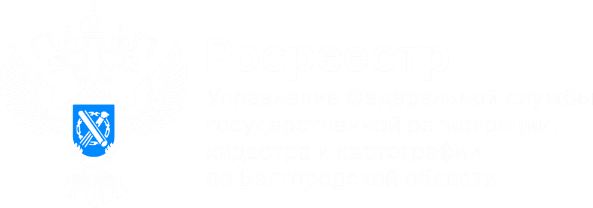 Росреестр
Управление Федеральной службы
государственной регистрации,
кадастра и картографии
по Белгородской области